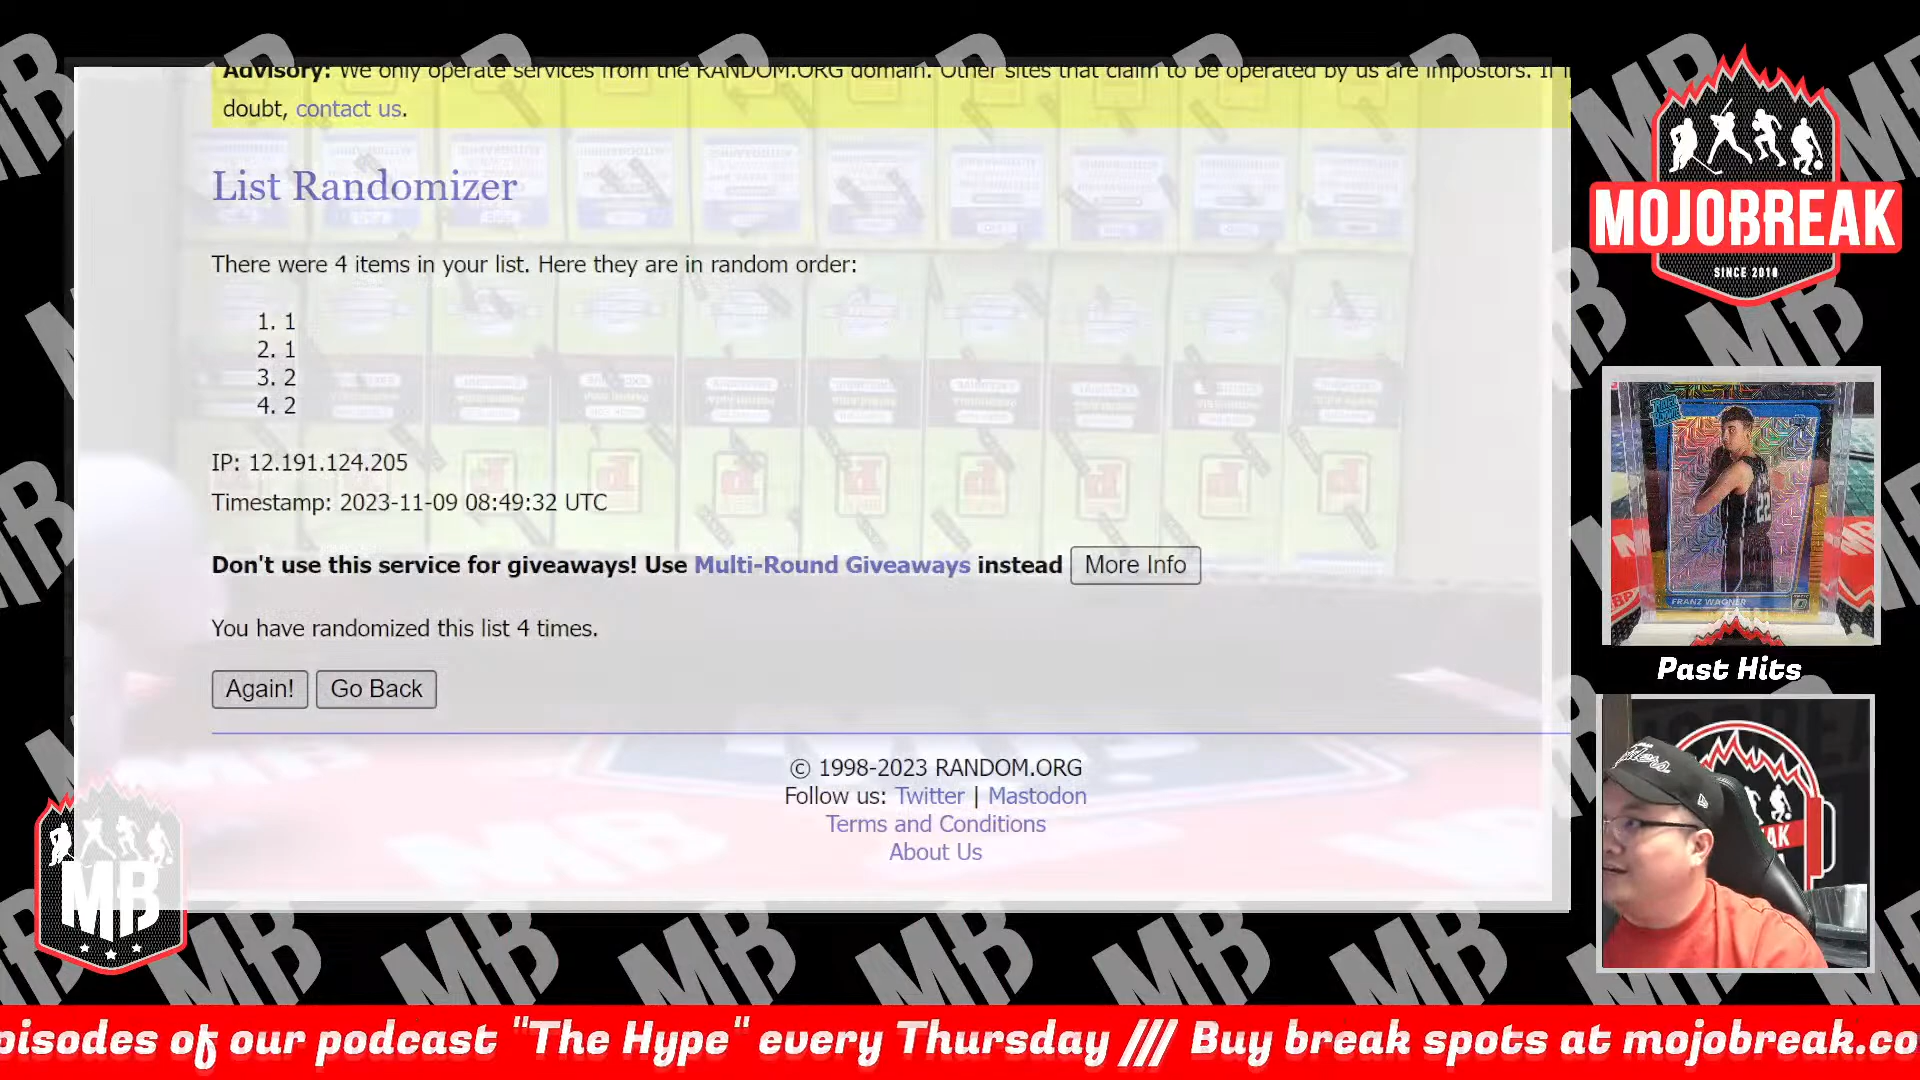 Advisory: We only operate services from the RANDOM.ORG domain. Other sites that claim to be operated by us are impostors. If
doubt, contact us.
List Randomizer
There were 4 items in your list. Here they are in random order:
1. 1
2. 1
3. 2
4. 2
IP: 12.191.124.205
Timestamp: 2023-11-09 08:49:32 UTC
Don't use this service for giveaways! Use Multi-Round Giveaways instead More Info
You have randomized this list 4 times.
Again! Go Back
© 1998-2023 RANDOM.ORG
Follow us: Twitter | Mastodon
Terms and Conditions
About Us
MB
MOJOBREAK
SINCE 2010
22
FRANZ WAGNER
Past Hits
pisodes of our podcast "The Hype" every Thursday /// Buy break spots at mojobreak.co